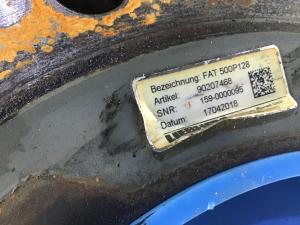 Bezeichnung: FAT 500P128
Artikel: 90207468
SNR: 159-0000095
Datum: 17042018